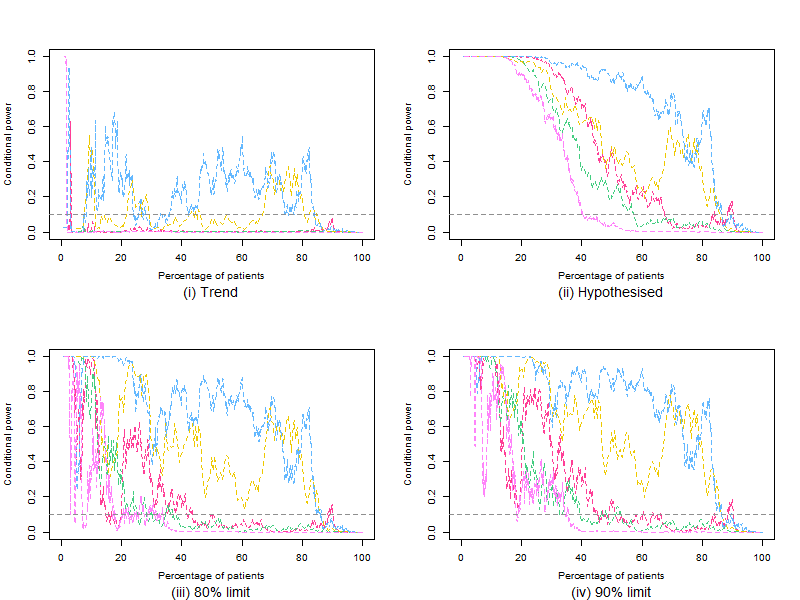 Conditional power
0.0 0.2 0.4 0.6 0.8 1.0
0 20 40 60 80 100
Percentage of patients
(i) Trend
Conditional power
0.0 0.2 0.4 0.6 0.8 1.0
0 20 40 60 80 100
Percentage of patients
(ii) Hypothesised
Conditional power
0.0 0.2 0.4 0.6 0.8 1.0
0 20 40 60 80 100
Percentage of patients
(iii) 80% limit
Conditional power
0.0 0.2 0.4 0.6 0.8 1.0
0 20 40 60 80 100
Percentage of patients
(iv) 90% limit